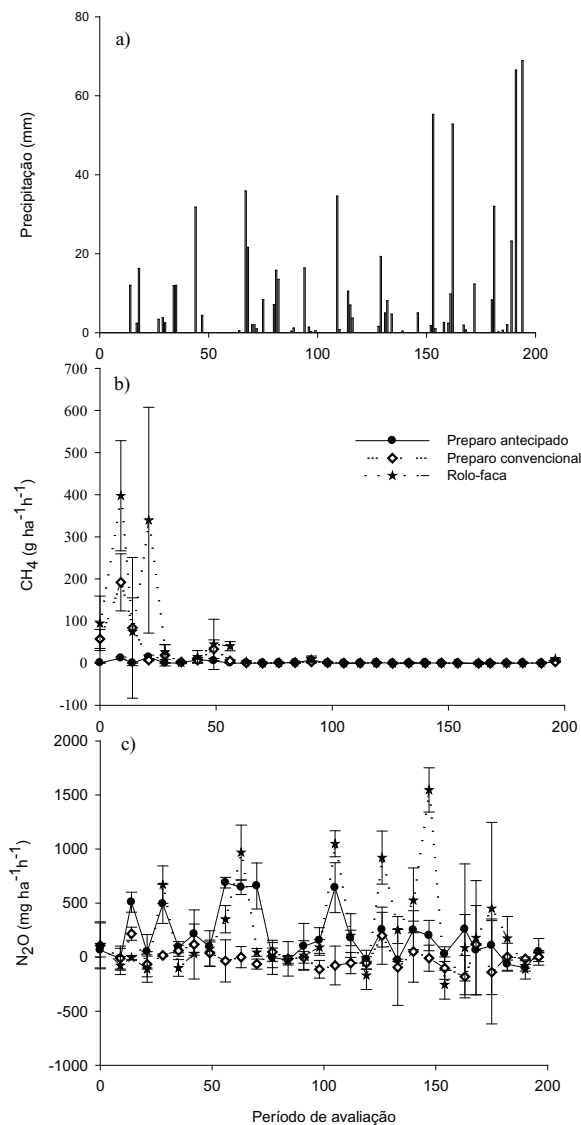 a)
Precipitação (mm)
80
60
40
20
0
0 50 100 150 200
b)
CH4 (g ha⁻¹h⁻¹)
700
600
500
400
300
200
100
0
-100
Preparo antecipado
Preparo convencional
Rolo-faca
0 50 100 150 200
c)
N2O (mg ha⁻¹h⁻¹)
2000
1500
1000
500
0
-500
-1000
0 50 100 150 200
Período de avaliação